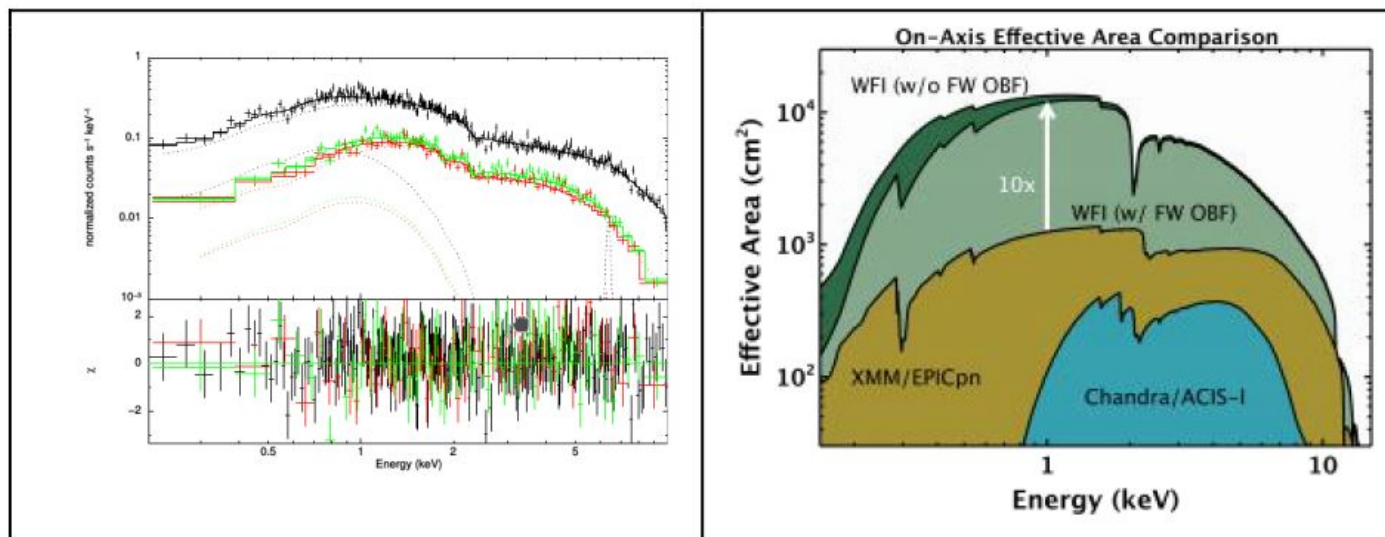 1
0.1
0.01
10⁻³
normalized counts s⁻¹ keV⁻¹
2
0
−2
χ
0.5
1
2
5
Energy (keV)
On-Axis Effective Area Comparison
WFI (w/o FW OBF)
10⁴
10x
WFI (w/ FW OBF)
10³
XMM/EPICpn
10²
Chandra/ACIS-I
Effective Area (cm²)
1
10
Energy (keV)